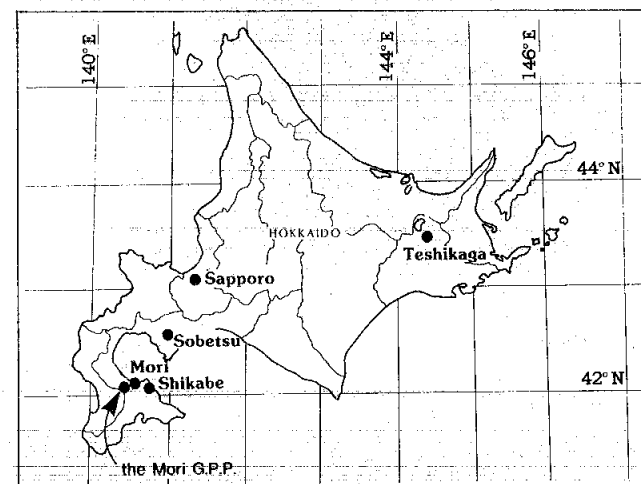 140°E
144°E
146°E
44°N
HOKKAIDO
Teshikaga
Sapporo
Sobetsu
Mori
Shikabe
42°N
the Mori G.P.P.